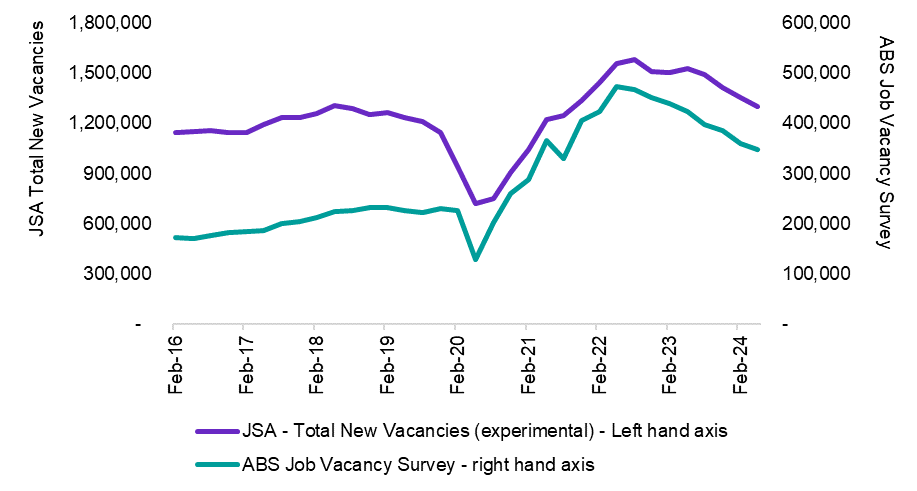 JSA Total New Vacancies
1,800,000
1,500,000
1,200,000
900,000
600,000
300,000
-
600,000
500,000
400,000
300,000
200,000
100,000
-
ABS Job Vacancy Survey
Feb-16
Feb-17
Feb-18
Feb-19
Feb-20
Feb-21
Feb-22
Feb-23
Feb-24
JSA - Total New Vacancies (experimental) - Left hand axis
ABS Job Vacancy Survey - right hand axis